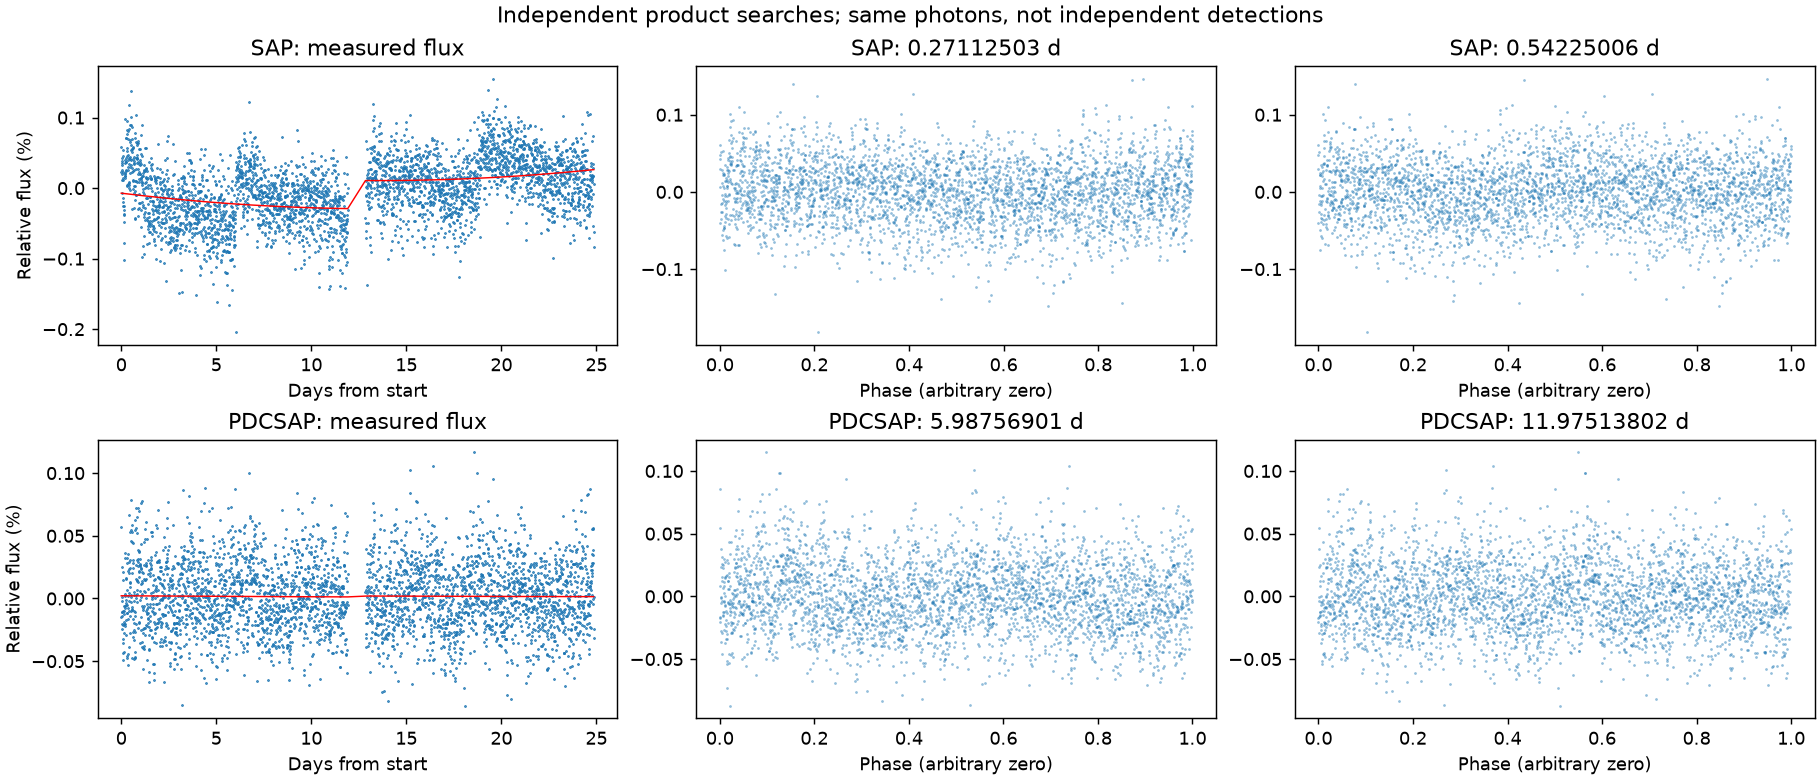 Independent product searches; same photons, not independent detections
SAP: measured flux
SAP: 0.27112503 d
SAP: 0.54225006 d
Relative flux (%)
0.1
0.0
−0.1
−0.2
0 5 10 15 20 25
Days from start
0.1
0.0
−0.1
0.0 0.2 0.4 0.6 0.8 1.0
Phase (arbitrary zero)
0.1
0.0
−0.1
0.0 0.2 0.4 0.6 0.8 1.0
Phase (arbitrary zero)
PDCSAP: measured flux
PDCSAP: 5.98756901 d
PDCSAP: 11.97513802 d
Relative flux (%)
0.10
0.05
0.00
−0.05
0 5 10 15 20 25
Days from start
0.10
0.05
0.00
−0.05
0.0 0.2 0.4 0.6 0.8 1.0
Phase (arbitrary zero)
0.10
0.05
0.00
−0.05
0.0 0.2 0.4 0.6 0.8 1.0
Phase (arbitrary zero)